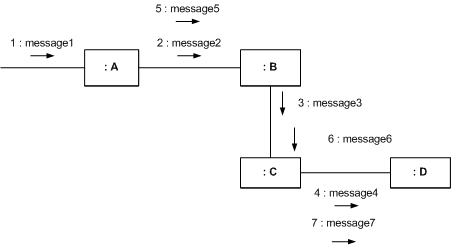 5 : message5
1 : message1
2 : message2
: A
: B
3 : message3
6 : message6
: C
: D
4 : message4
7 : message7